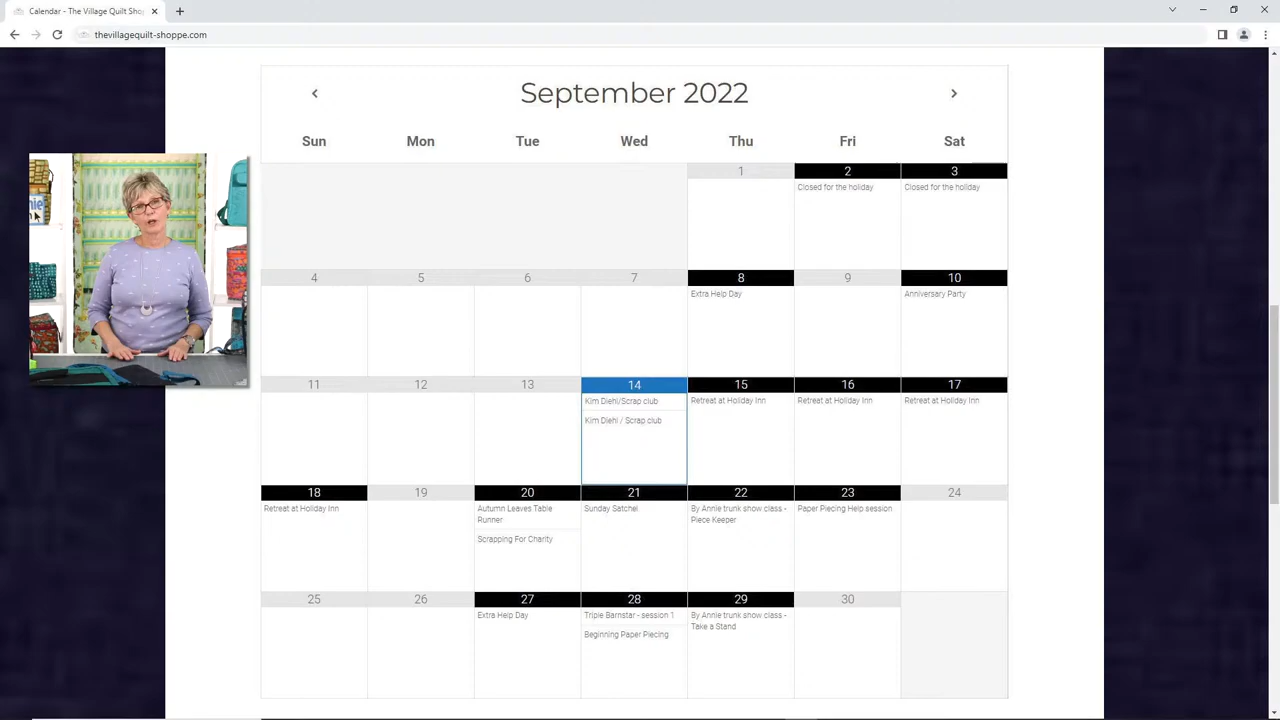 Calendar - The Village Quilt Sho
thevillagequilt-shoppe.com
September 2022
Sun Mon Tue Wed Thu Fri Sat
1 2 3
Closed for the holiday Closed for the holiday
4 5 6 7 8 9 10
Extra Help Day Anniversary Party
11 12 13 14 15 16 17
Kim Diehl/Scrap club Retreat at Holiday Inn Retreat at Holiday Inn Retreat at Holiday Inn
Kim Diehl / Scrap club
18 19 20 21 22 23 24
Retreat at Holiday Inn Autumn Leaves Table Sunday Satchel By Annie trunk show class - Paper Piecing Help session
Runner Piece Keeper
Scrapping For Charity
25 26 27 28 29 30
Extra Help Day Triple Barnstar - session 1 By Annie trunk show class -
Take a Stand
Beginning Paper Piecing